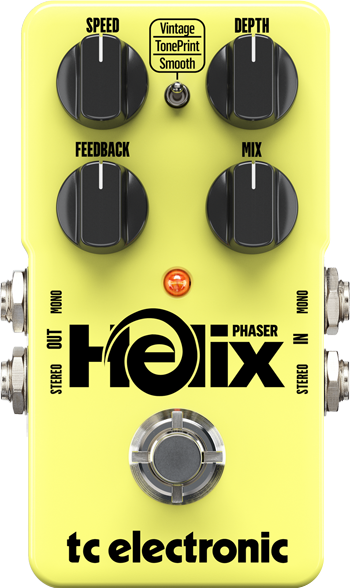 SPEED
Vintage
TonePrint
Smooth
DEPTH
FEEDBACK
MIX
MONO
OUT
STEREO
PHASER
Helix
MONO
IN
STEREO
tc electronic